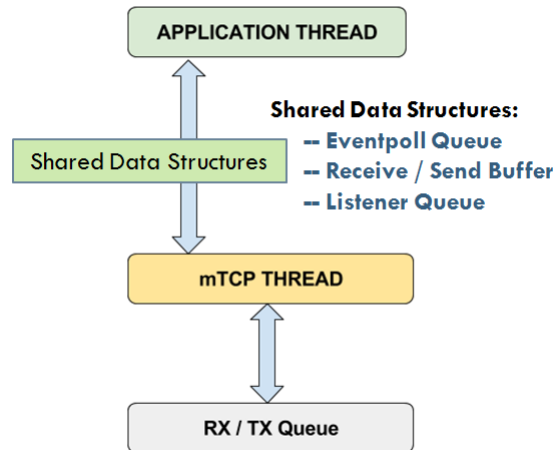 APPLICATION THREAD
Shared Data Structures:
-- Eventpoll Queue
-- Receive / Send Buffer
-- Listener Queue
Shared Data Structures
mTCP THREAD
RX / TX Queue